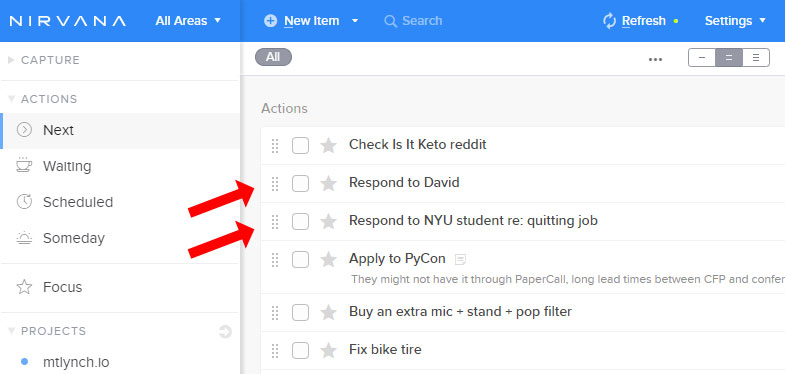 NIRVANA
All Areas
New Item
Search
Refresh
Settings
CAPTURE
ACTIONS
Next
Waiting
Scheduled
Someday
Focus
PROJECTS
mtlynch.io
All
Actions
Check Is It Keto reddit
Respond to David
Respond to NYU student re: quitting job
Apply to PyCon
They might not have it through PaperCall, long lead times between CFP and confer
Buy an extra mic + stand + pop filter
Fix bike tire